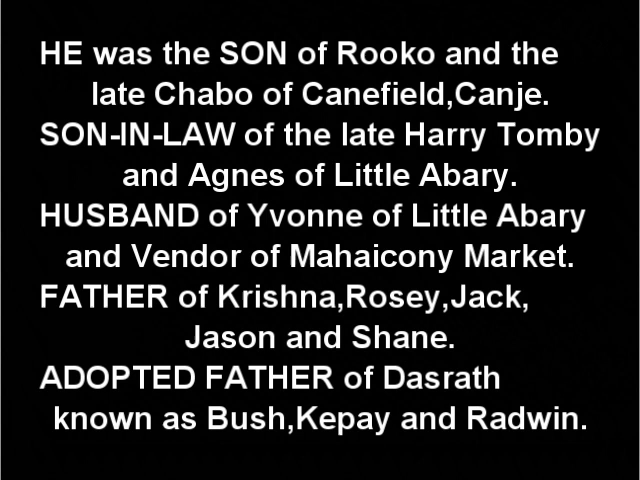 HE was the SON of Rooko and the
late Chabo of Canefield,Canje.
SON-IN-LAW of the late Harry Tomby
and Agnes of Little Abary.
HUSBAND of Yvonne of Little Abary
and Vendor of Mahaicony Market.
FATHER of Krishna,Rosey,Jack,
Jason and Shane.
ADOPTED FATHER of Dasrath
known as Bush,Kepay and Radwin.